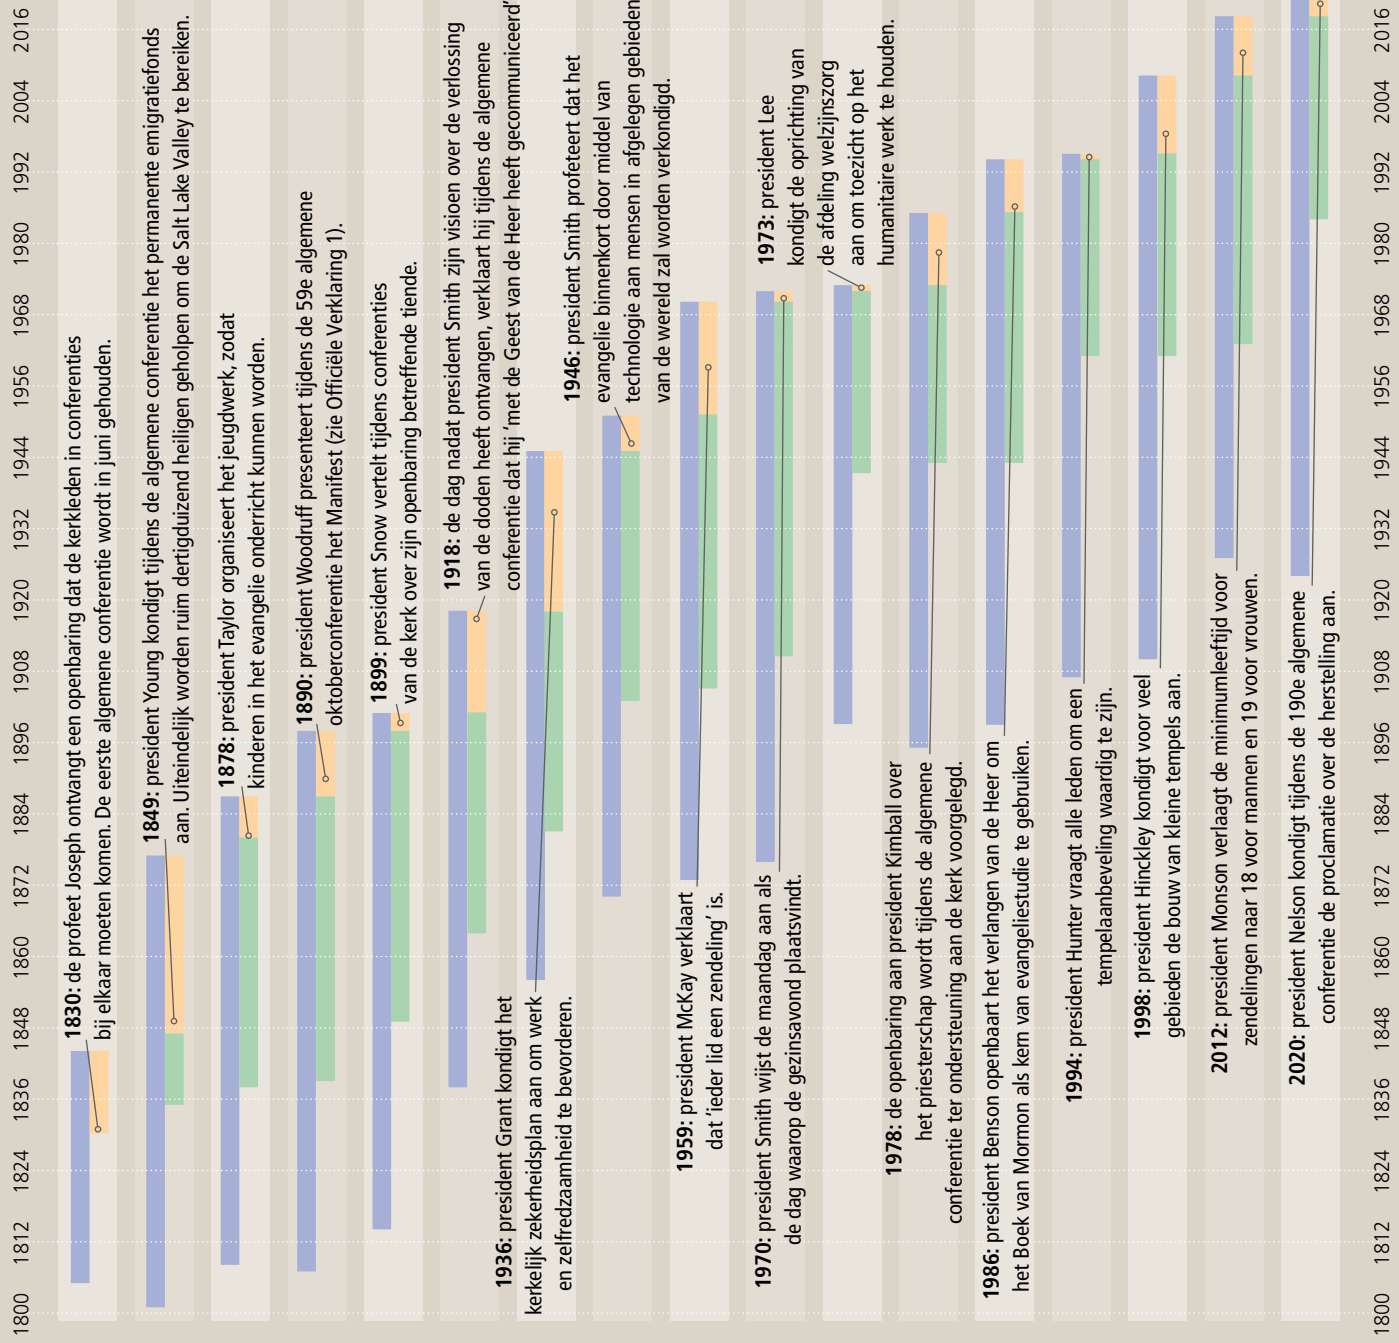 2016
2004
1992
1980
1968
1956
1944
1932
1920
1908
1896
1884
1872
1860
1848
1836
1824
1812
1800
1830: de profeet Joseph ontvangt een openbaring dat de kerkleden in conferenties
bij elkaar moeten komen. De eerste algemene conferentie wordt in juni gehouden.
1849: president Young kondigt tijdens de algemene conferentie het permanente emigratiefonds
aan. Uiteindelijk worden ruim dertigduizend heiligen geholpen om de Salt Lake Valley te bereiken.
1878: president Taylor organiseert het jeugdwerk, zodat
kinderen in het evangelie onderricht kunnen worden.
1890: president Woodruff presenteert tijdens de 59e algemene
oktoberconferentie het Manifest (zie Officiële Verklaring 1).
1899: president Snow vertelt tijdens conferenties
van de kerk over zijn openbaring betreffende tiende.
1918: de dag nadat president Smith zijn visioen over de verlossing
van de doden heeft ontvangen, verklaart hij tijdens de algemene
conferentie dat hij ‘met de Geest van de Heer heeft gecommuniceerd’
1936: president Grant kondigt het
kerkelijk zekerheidsplan aan om werk
en zelfredzaamheid te bevorderen.
1946: president Smith profeteert dat het
evangelie binnenkort door middel van
technologie aan mensen in afgelegen gebieden
van de wereld zal worden verkondigd.
1959: president McKay verklaart
dat ‘ieder lid een zendeling’ is.
1970: president Smith wijst de maandag aan als
de dag waarop de gezinsavond plaatsvindt.
1973: president Lee
kondigt de oprichting van
de afdeling welzijnszorg
aan om toezicht op het
humanitaire werk te houden.
1978: de openbaring aan president Kimball over
het priesterschap wordt tijdens de algemene
conferentie ter ondersteuning aan de kerk voorgelegd.
1986: president Benson openbaart het verlangen van de Heer om
het Boek van Mormon als kern van evangeliestudie te gebruiken.
1994: president Hunter vraagt alle leden om een
tempelaanbeveling waardig te zijn.
1998: president Hinckley kondigt voor veel
gebieden de bouw van kleine tempels aan.
2012: president Monson verlaagt de minimumleeftijd voor
zendelingen naar 18 voor mannen en 19 voor vrouwen.
2020: president Nelson kondigt tijdens de 190e algemene
conferentie de proclamatie over de herstelling aan.
2016
2004
1992
1980
1968
1956
1944
1932
1920
1908
1896
1884
1872
1860
1848
1836
1824
1812
1800